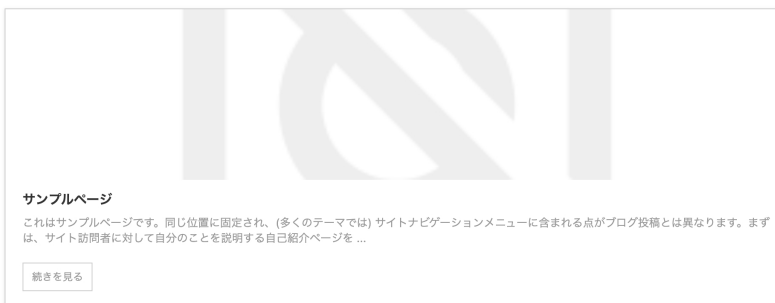 サンプルページ
これはサンプルページです。同じ位置に固定され、(多くのテーマでは) サイトナビゲーションメニューに含まれる点がブログ投稿とは異なります。まず
は、サイト訪問者に対して自分のことを説明する自己紹介ページを ...
続きを見る